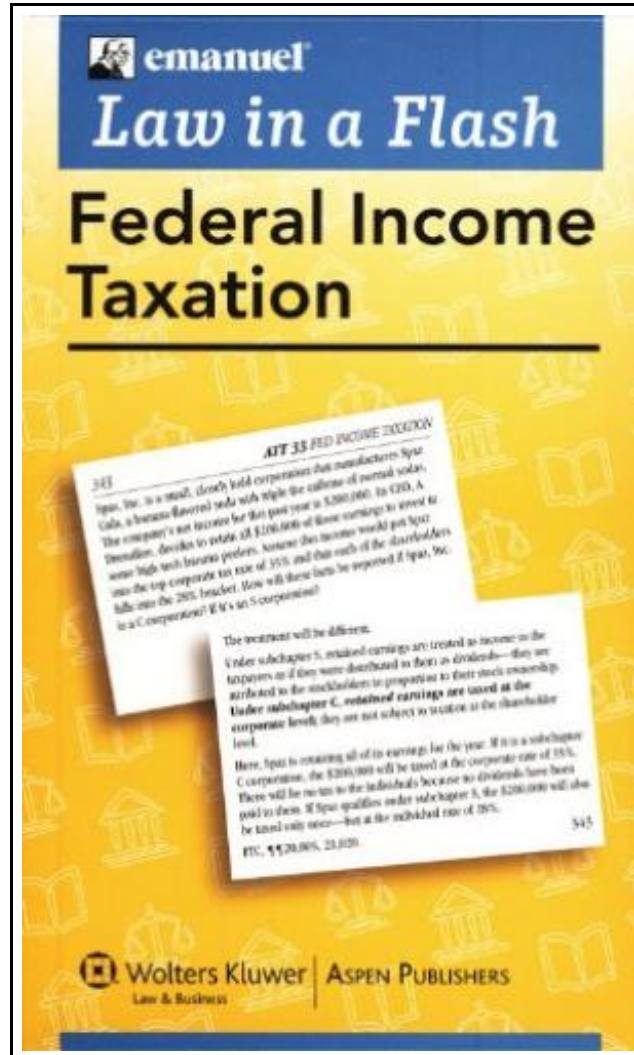 emanuel®
Law in a Flash
Federal Income
Taxation
343 ATT 33 FED INCOME TAXATION
Spaz, Inc. is a small, closely held corporation that manufactures Spaz
Cola, a banana-flavored soda with triple the caffeine of normal sodas.
The company's net income for this past year is $200,000. Its CEO, A
decides to retain all $200,000 of those earnings to invest in
some high tech banana peelers. Assume this income would put Spaz
into the top corporate tax rate of 35% and that each of the shareholders
falls into the 28% bracket. How will these facts be reported if Spaz, Inc.
is a C corporation? If it's an S corporation?
The treatment will be different.
Under subchapter S, retained earnings are treated as income to the
taxpayers as if they were distributed to them as dividends—they are
attributed to the stockholders in proportion to their stock ownership.
Under subchapter C, retained earnings are taxed at the
corporate level; they are not subject to taxation at the shareholder
level.
Here, Spaz is retaining all of its earnings for the year. If it is a subchapter
C corporation, the $200,000 will be taxed at the corporate rate of 35%.
There will be no tax to the individuals because no dividends have been
paid to them. If Spaz qualifies under subchapter S, the $200,000 will also
be taxed only once—but at the individual rate of 28%.
343
¶¶20,005, 21,020.
Wolters Kluwer
Law & Business
ASPEN PUBLISHERS